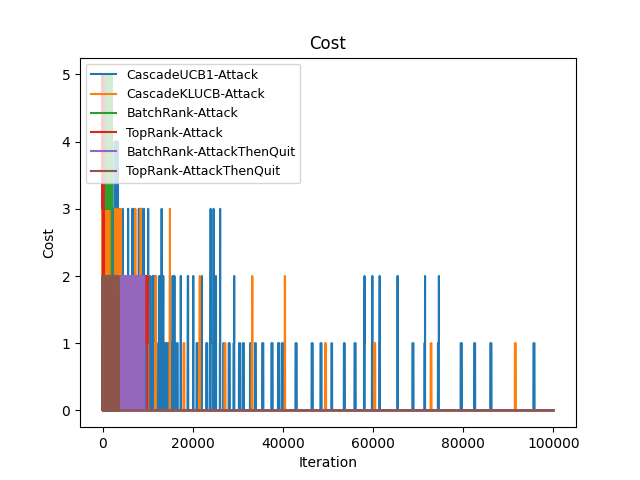 Cost
5
4
3
2
1
0
Cost
CascadeUCB1-Attack
CascadeKLUCB-Attack
BatchRank-Attack
TopRank-Attack
BatchRank-AttackThenQuit
TopRank-AttackThenQuit
0 20000 40000 60000 80000 100000
Iteration